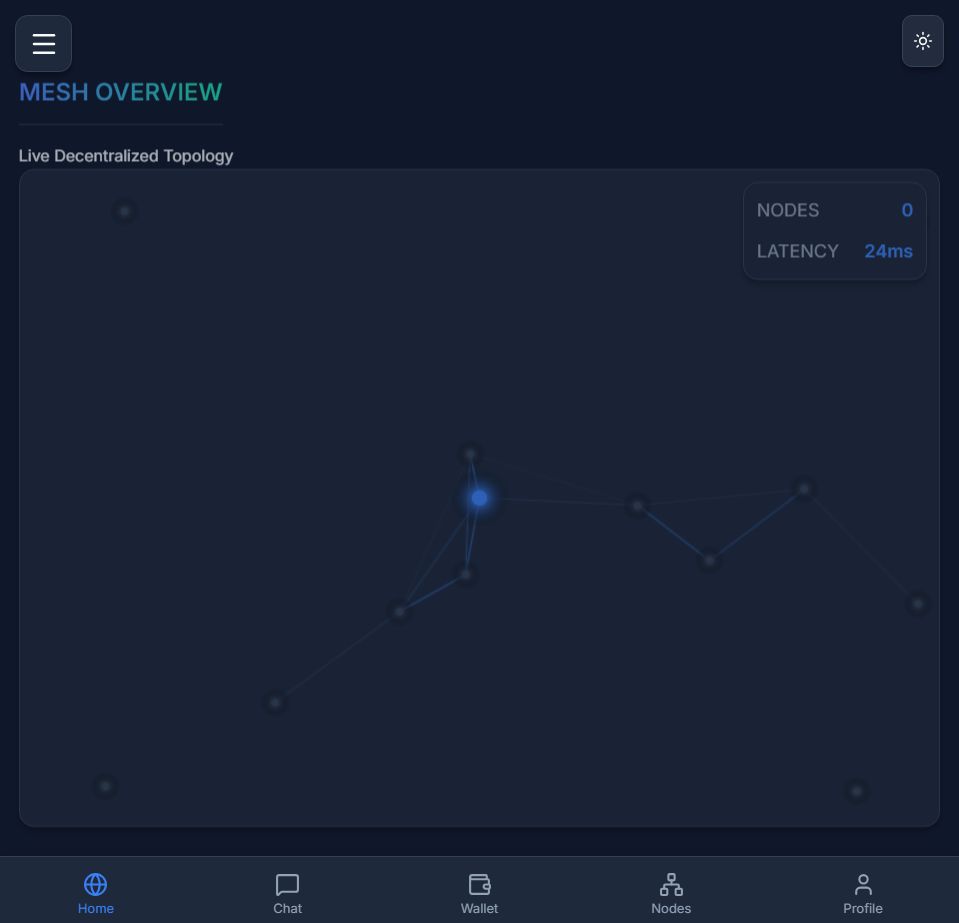 MESH OVERVIEW
Live Decentralized Topology
NODES 0
LATENCY 24ms
Home Chat Wallet Nodes Profile